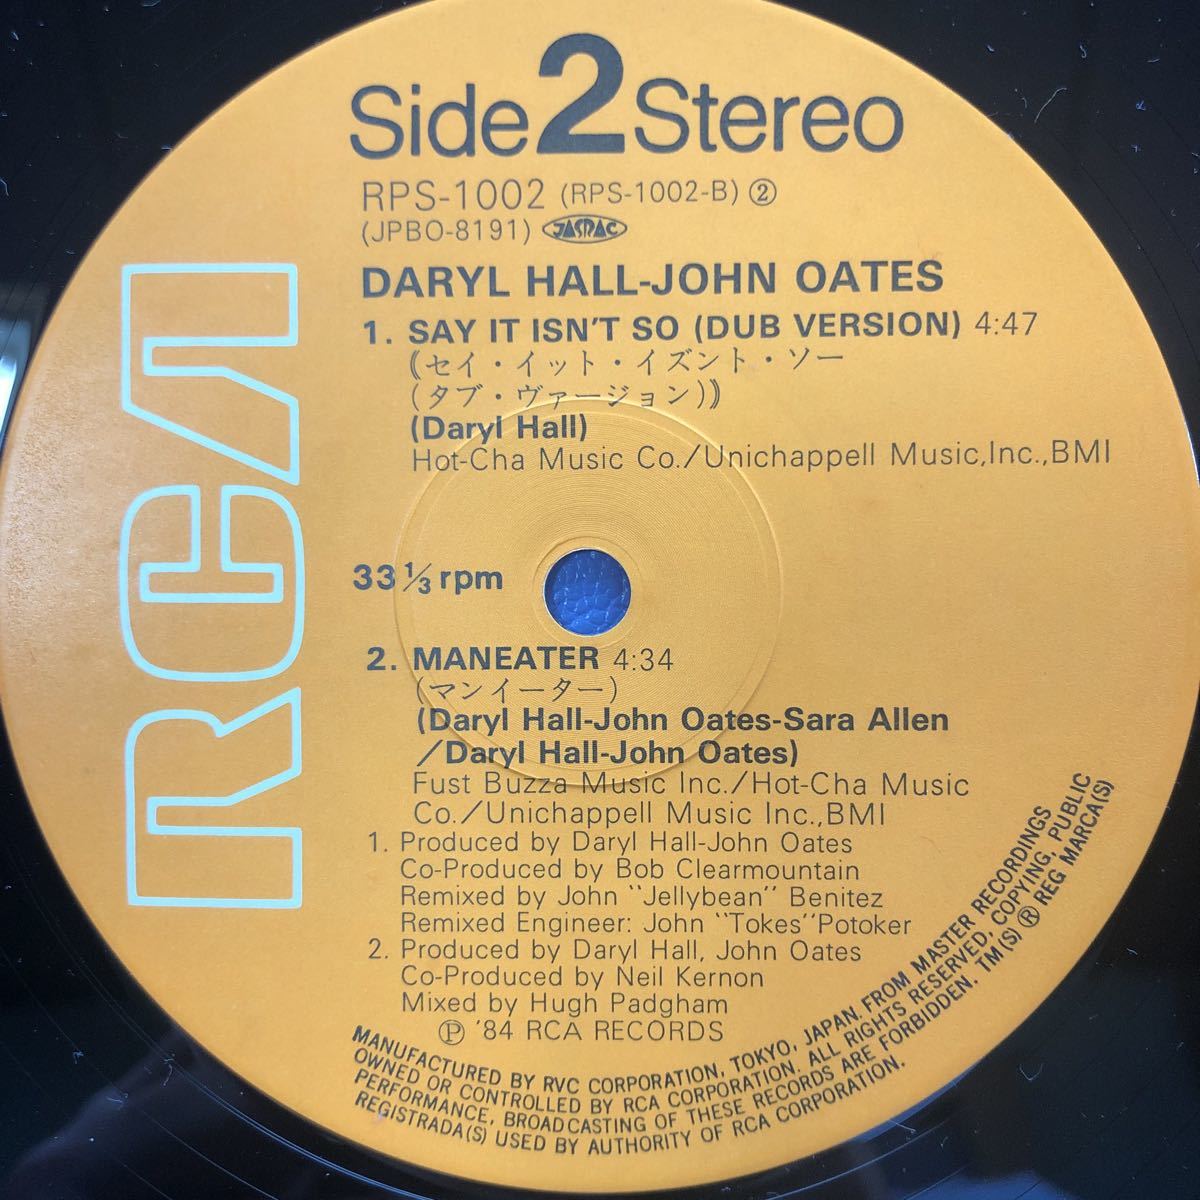 Side 2 Stereo
RPS-1002 (RPS-1002-B) ②
(JPBO-8191) JASRAC
DARYL HALL-JOHN OATES
1. SAY IT ISN'T SO (DUB VERSION) 4:47
《セイ・イット・イズント・ソー
(タブ・ヴァージョン)》
(Daryl Hall)
Hot-Cha Music Co./Unichappell Music,Inc.,BMI
33 1/3 rpm
2. MANEATER 4:34
(マンイーター)
(Daryl Hall-John Oates-Sara Allen
/Daryl Hall-John Oates)
Fust Buzza Music Inc./Hot-Cha Music
Co./Unichappell Music Inc.,BMI
1. Produced by Daryl Hall-John Oates
Co-Produced by Bob Clearmountain
Remixed by John "Jellybean" Benitez
Remixed Engineer: John "Tokes" Potoker
2. Produced by Daryl Hall, John Oates
Co-Produced by Neil Kernon
Mixed by Hugh Padgham
Ⓟ '84 RCA RECORDS
MANUFACTURED BY RVC CORPORATION, TOKYO, JAPAN. FROM MASTER RECORDINGS
OWNED OR CONTROLLED BY RCA CORPORATION. ALL RIGHTS RESERVED, COPYING, PUBLIC
PERFORMANCE, BROADCASTING OF THESE RECORDS ARE FORBIDDEN. TM(S) ® REG MARCA(S)
REGISTRADA(S) USED BY AUTHORITY OF RCA CORPORATION.
RCA